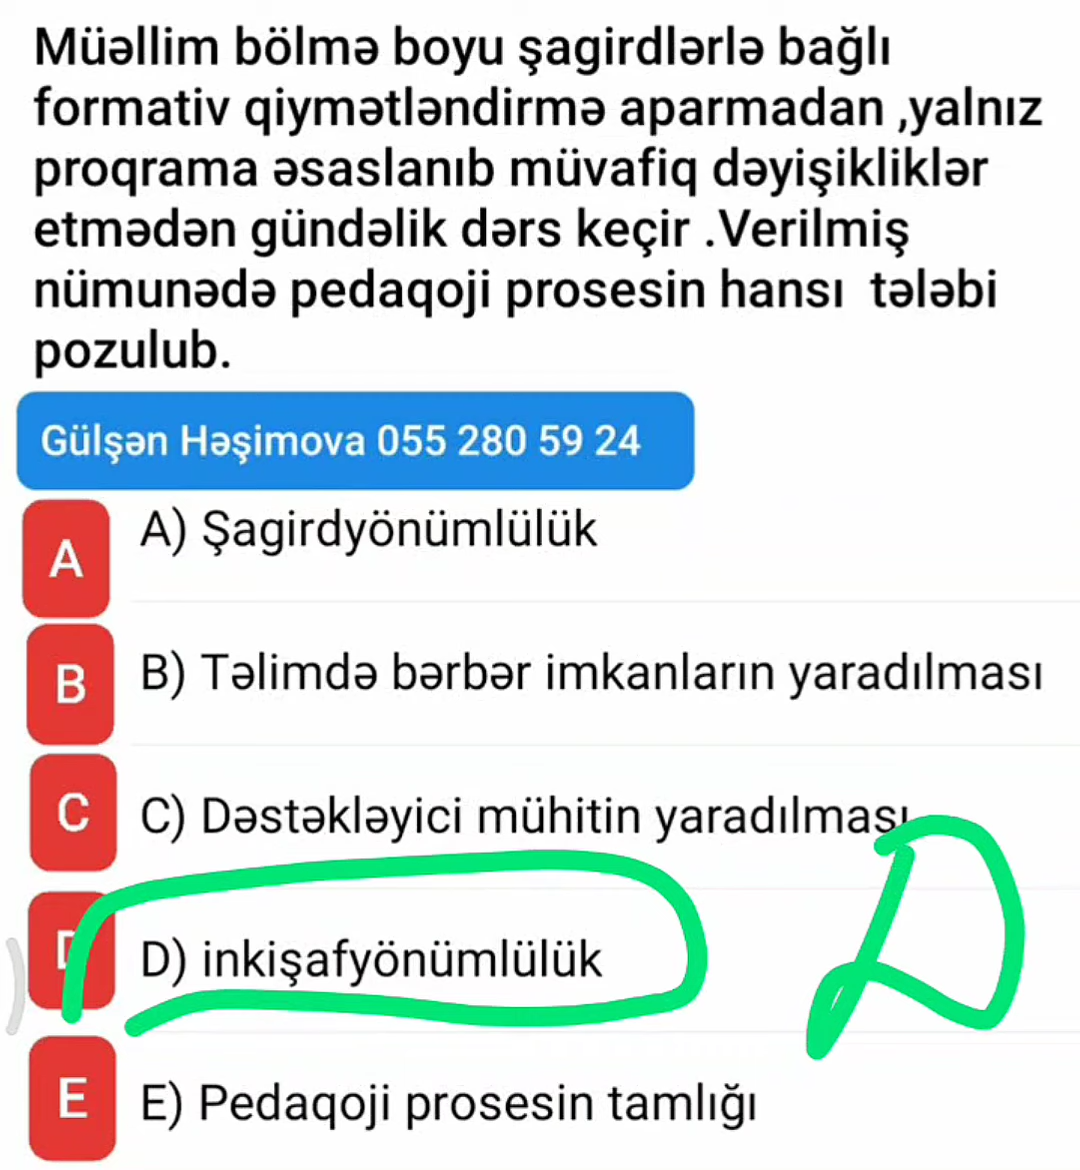 Müəllim bölmə boyu şagirdlərlə bağlı
formativ qiymətləndirmə aparmadan ,yalnız
proqrama əsaslanıb müvafiq dəyişikliklər
etmədən gündəlik dərs keçir .Verilmiş
nümunədə pedaqoji prosesin hansı tələbi
pozulub.
Gülşən Həşimova 055 280 59 24
A A) Şagirdyönümlülük
B B) Təlimdə bərbər imkanların yaradılması
C C) Dəstəkləyici mühitin yaradılması
D D) inkişafyönümlülük D
E E) Pedaqoji prosesin tamlığı